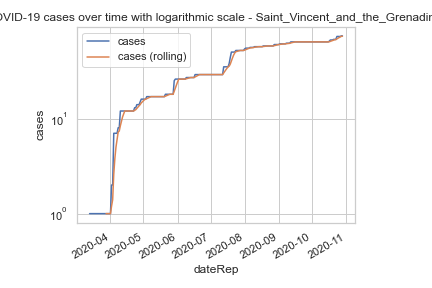 OVID-19 cases over time with logarithmic scale - Saint_Vincent_and_the_Grenadin
cases
cases (rolling)
cases
10¹
10⁰
2020-04
2020-05
2020-06
2020-07
2020-08
2020-09
2020-10
2020-11
dateRep